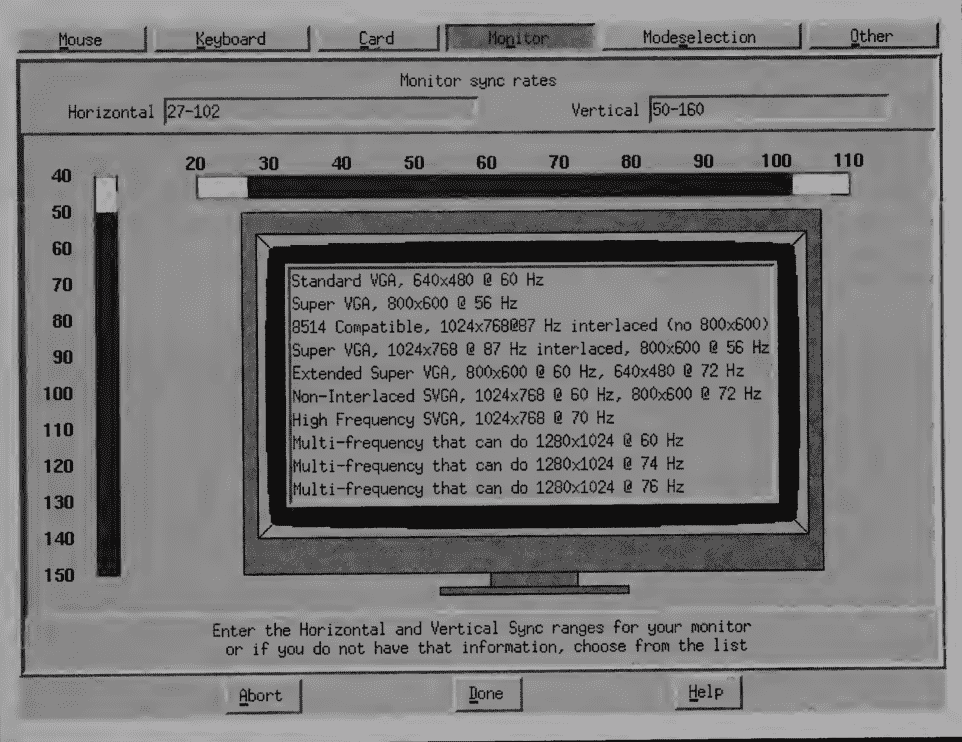 Mouse Keyboard Card Monitor Modeselection Other
Monitor sync rates
Horizontal 27-102 Vertical 50-160
20 30 40 50 60 70 80 90 100 110
40
50
60
70
80
90
100
110
120
130
140
150
Standard VGA, 640x480 @ 60 Hz
Super VGA, 800x600 @ 56 Hz
8514 Compatible, 1024x768@87 Hz interlaced (no 800x600)
Super VGA, 1024x768 @ 87 Hz interlaced, 800x600 @ 56 Hz
Extended Super VGA, 800x600 @ 60 Hz, 640x480 @ 72 Hz
Non-Interlaced SVGA, 1024x768 @ 60 Hz, 800x600 @ 72 Hz
High Frequency SVGA, 1024x768 @ 70 Hz
Multi-frequency that can do 1280x1024 @ 60 Hz
Multi-frequency that can do 1280x1024 @ 74 Hz
Multi-frequency that can do 1280x1024 @ 76 Hz
Enter the Horizontal and Vertical Sync ranges for your monitor
or if you do not have that information, choose from the list
Abort Done Help